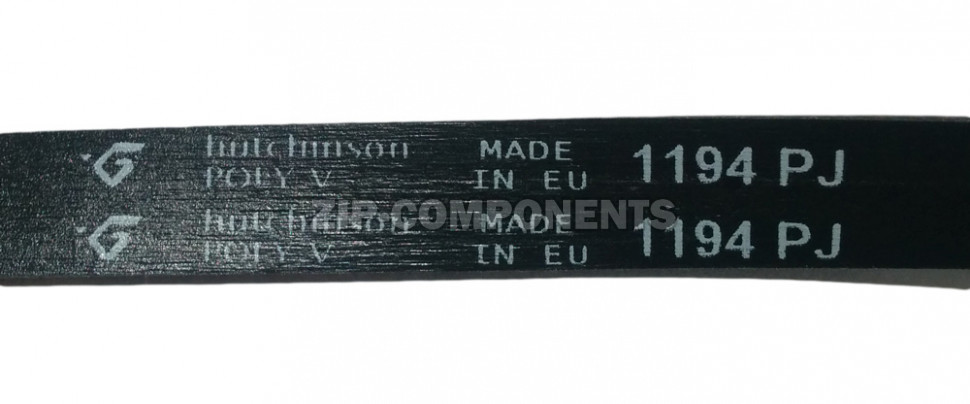 hutchinson MADE 1194 PJ
POLY V IN EU
ZIP COMPONENTS
hutchinson MADE 1194 PJ
POLY V IN EU